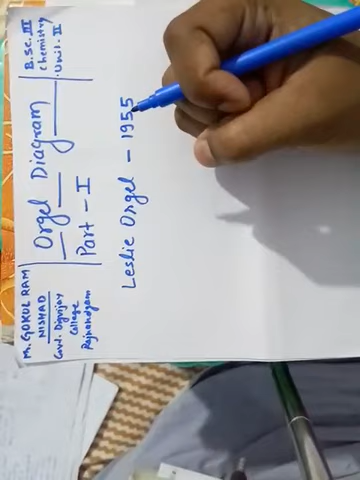 M. GOKUL RAM
NISHAD
Govt. Digvijay
College
Rajnandgaon
Orgel Diagram
Part - I
B.Sc. III
Chemistry
Unit. II
Leslie Orgel - 1955